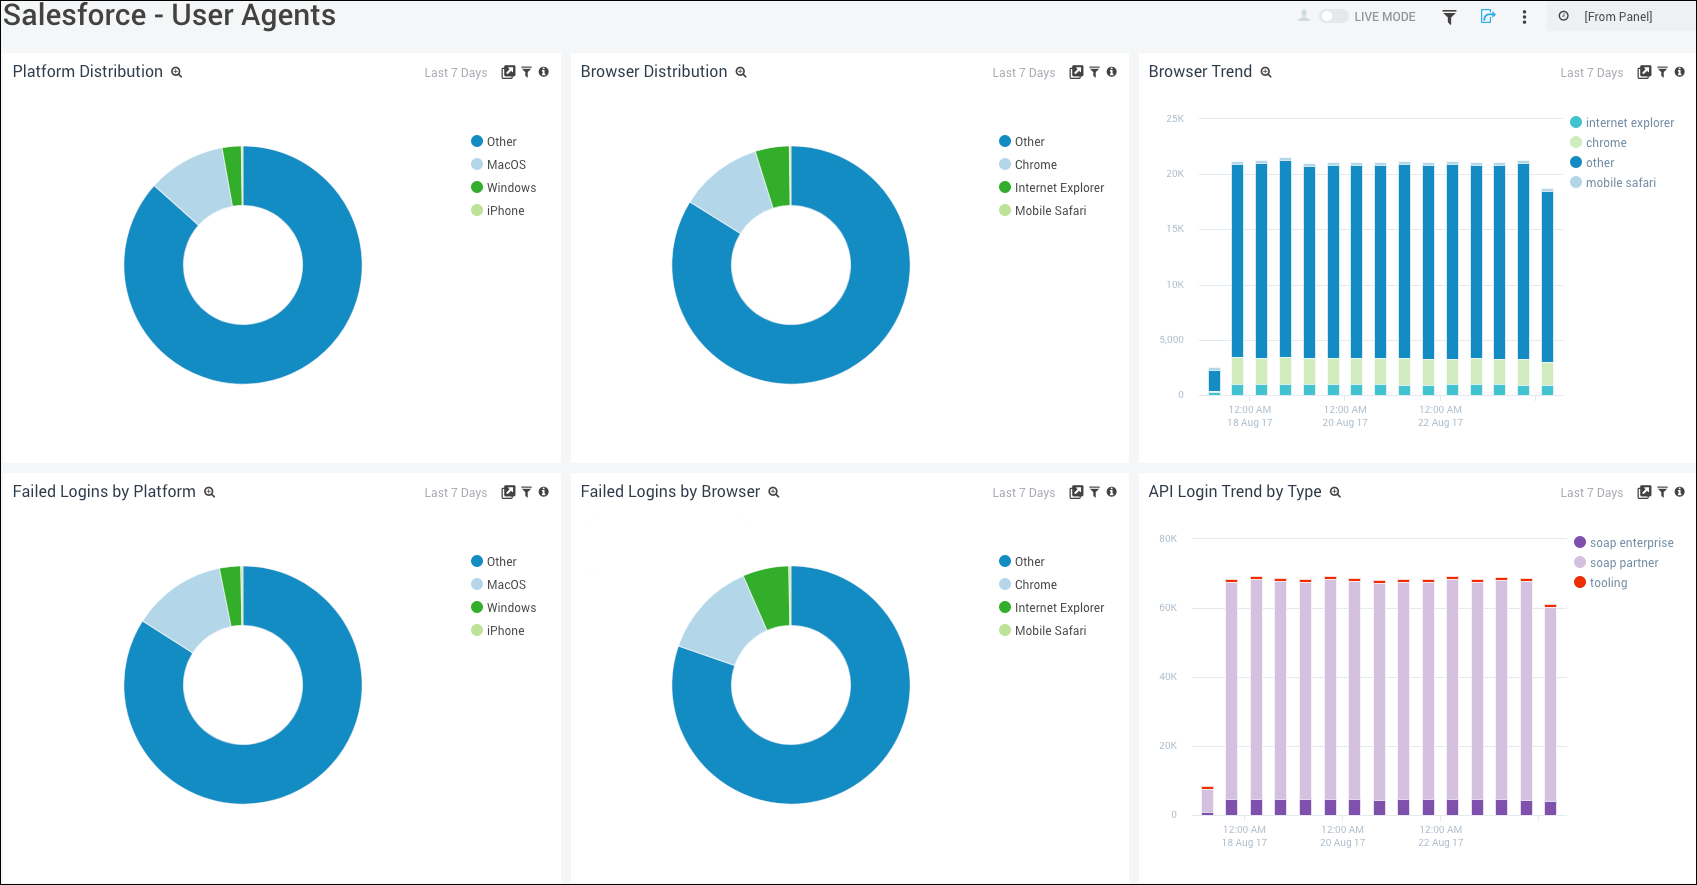 Salesforce - User Agents
LIVE MODE
[From Panel]
Platform Distribution
Last 7 Days
Other
MacOS
Windows
iPhone
Browser Distribution
Last 7 Days
Other
Chrome
Internet Explorer
Mobile Safari
Browser Trend
Last 7 Days
25K
20K
15K
10K
5,000
0
12:00 AM 12:00 AM 12:00 AM
18 Aug 17 20 Aug 17 22 Aug 17
internet explorer
chrome
other
mobile safari
Failed Logins by Platform
Last 7 Days
Other
MacOS
Windows
iPhone
Failed Logins by Browser
Last 7 Days
Other
Chrome
Internet Explorer
Mobile Safari
API Login Trend by Type
Last 7 Days
80K
60K
40K
20K
0
12:00 AM 12:00 AM 12:00 AM
18 Aug 17 20 Aug 17 22 Aug 17
soap enterprise
soap partner
tooling